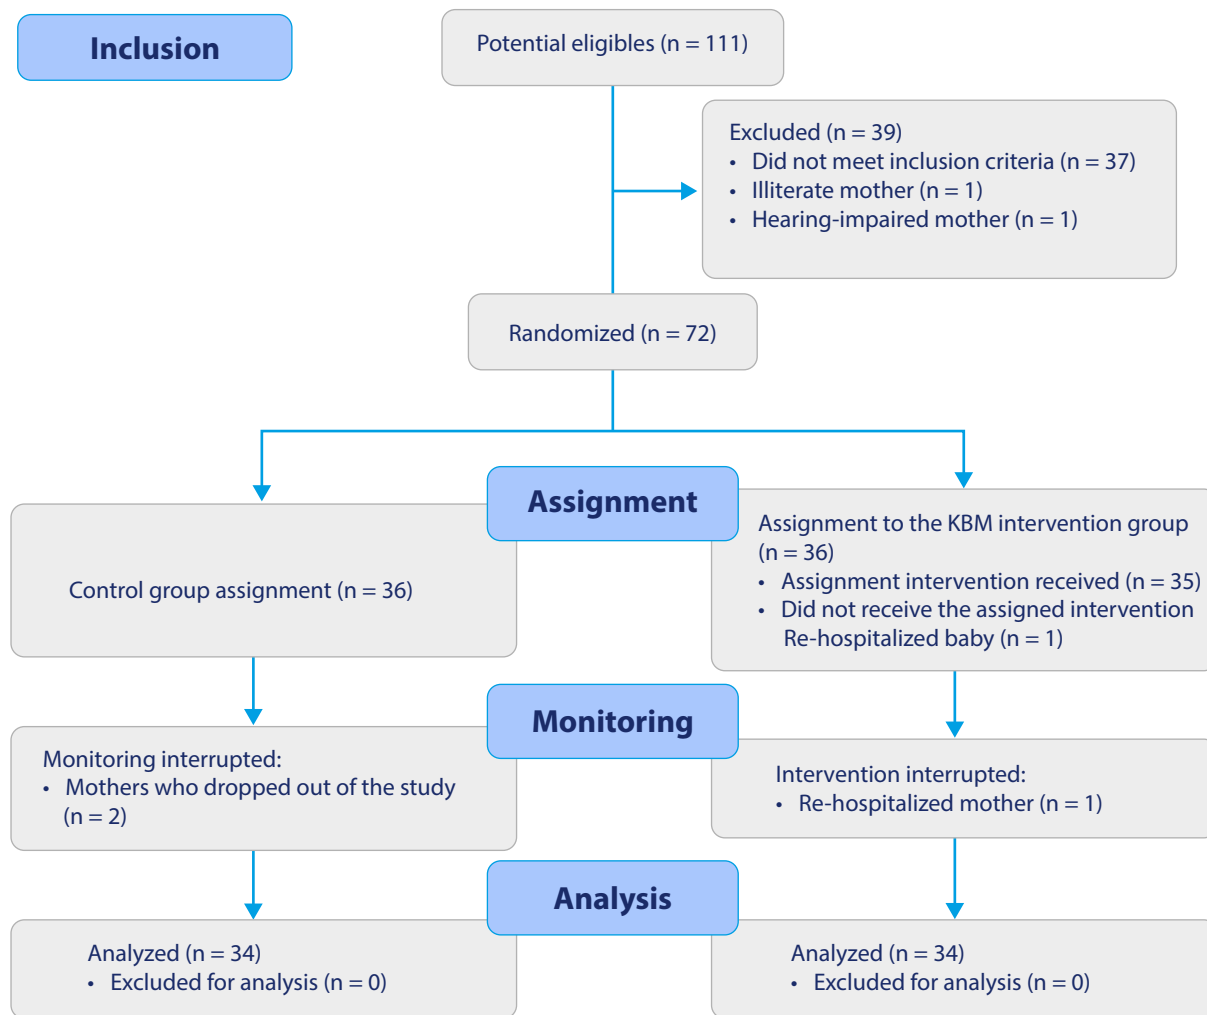 Inclusion
Potential eligibles (n = 111)
Excluded (n = 39)
• Did not meet inclusion criteria (n = 37)
• Illiterate mother (n = 1)
• Hearing-impaired mother (n = 1)
Randomized (n = 72)
Assignment
Control group assignment (n = 36)
Assignment to the KBM intervention group
(n = 36)
• Assignment intervention received (n = 35)
• Did not receive the assigned intervention
Re-hospitalized baby (n = 1)
Monitoring
Monitoring interrupted:
• Mothers who dropped out of the study
(n = 2)
Intervention interrupted:
• Re-hospitalized mother (n = 1)
Analysis
Analyzed (n = 34)
• Excluded for analysis (n = 0)
Analyzed (n = 34)
• Excluded for analysis (n = 0)